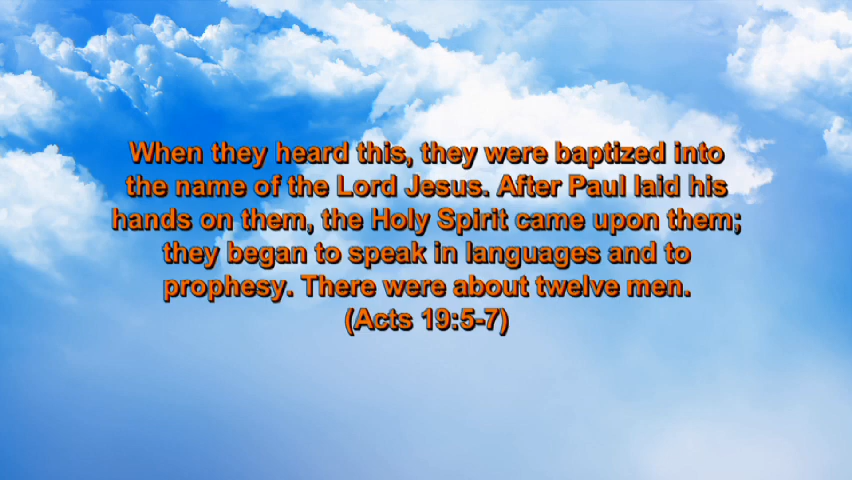 When they heard this, they were baptized into
the name of the Lord Jesus. After Paul laid his
hands on them, the Holy Spirit came upon them;
they began to speak in languages and to
prophesy. There were about twelve men.
(Acts 19:5-7)